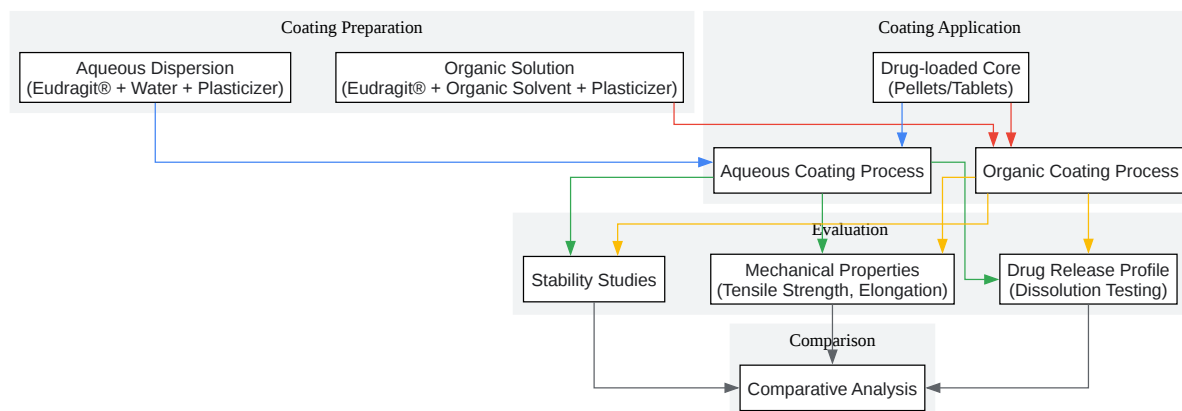 Coating Preparation
Aqueous Dispersion
(Eudragit® + Water + Plasticizer)
Organic Solution
(Eudragit® + Organic Solvent + Plasticizer)
Coating Application
Drug-loaded Core
(Pellets/Tablets)
Aqueous Coating Process
Organic Coating Process
Evaluation
Stability Studies
Mechanical Properties
(Tensile Strength, Elongation)
Drug Release Profile
(Dissolution Testing)
Comparison
Comparative Analysis